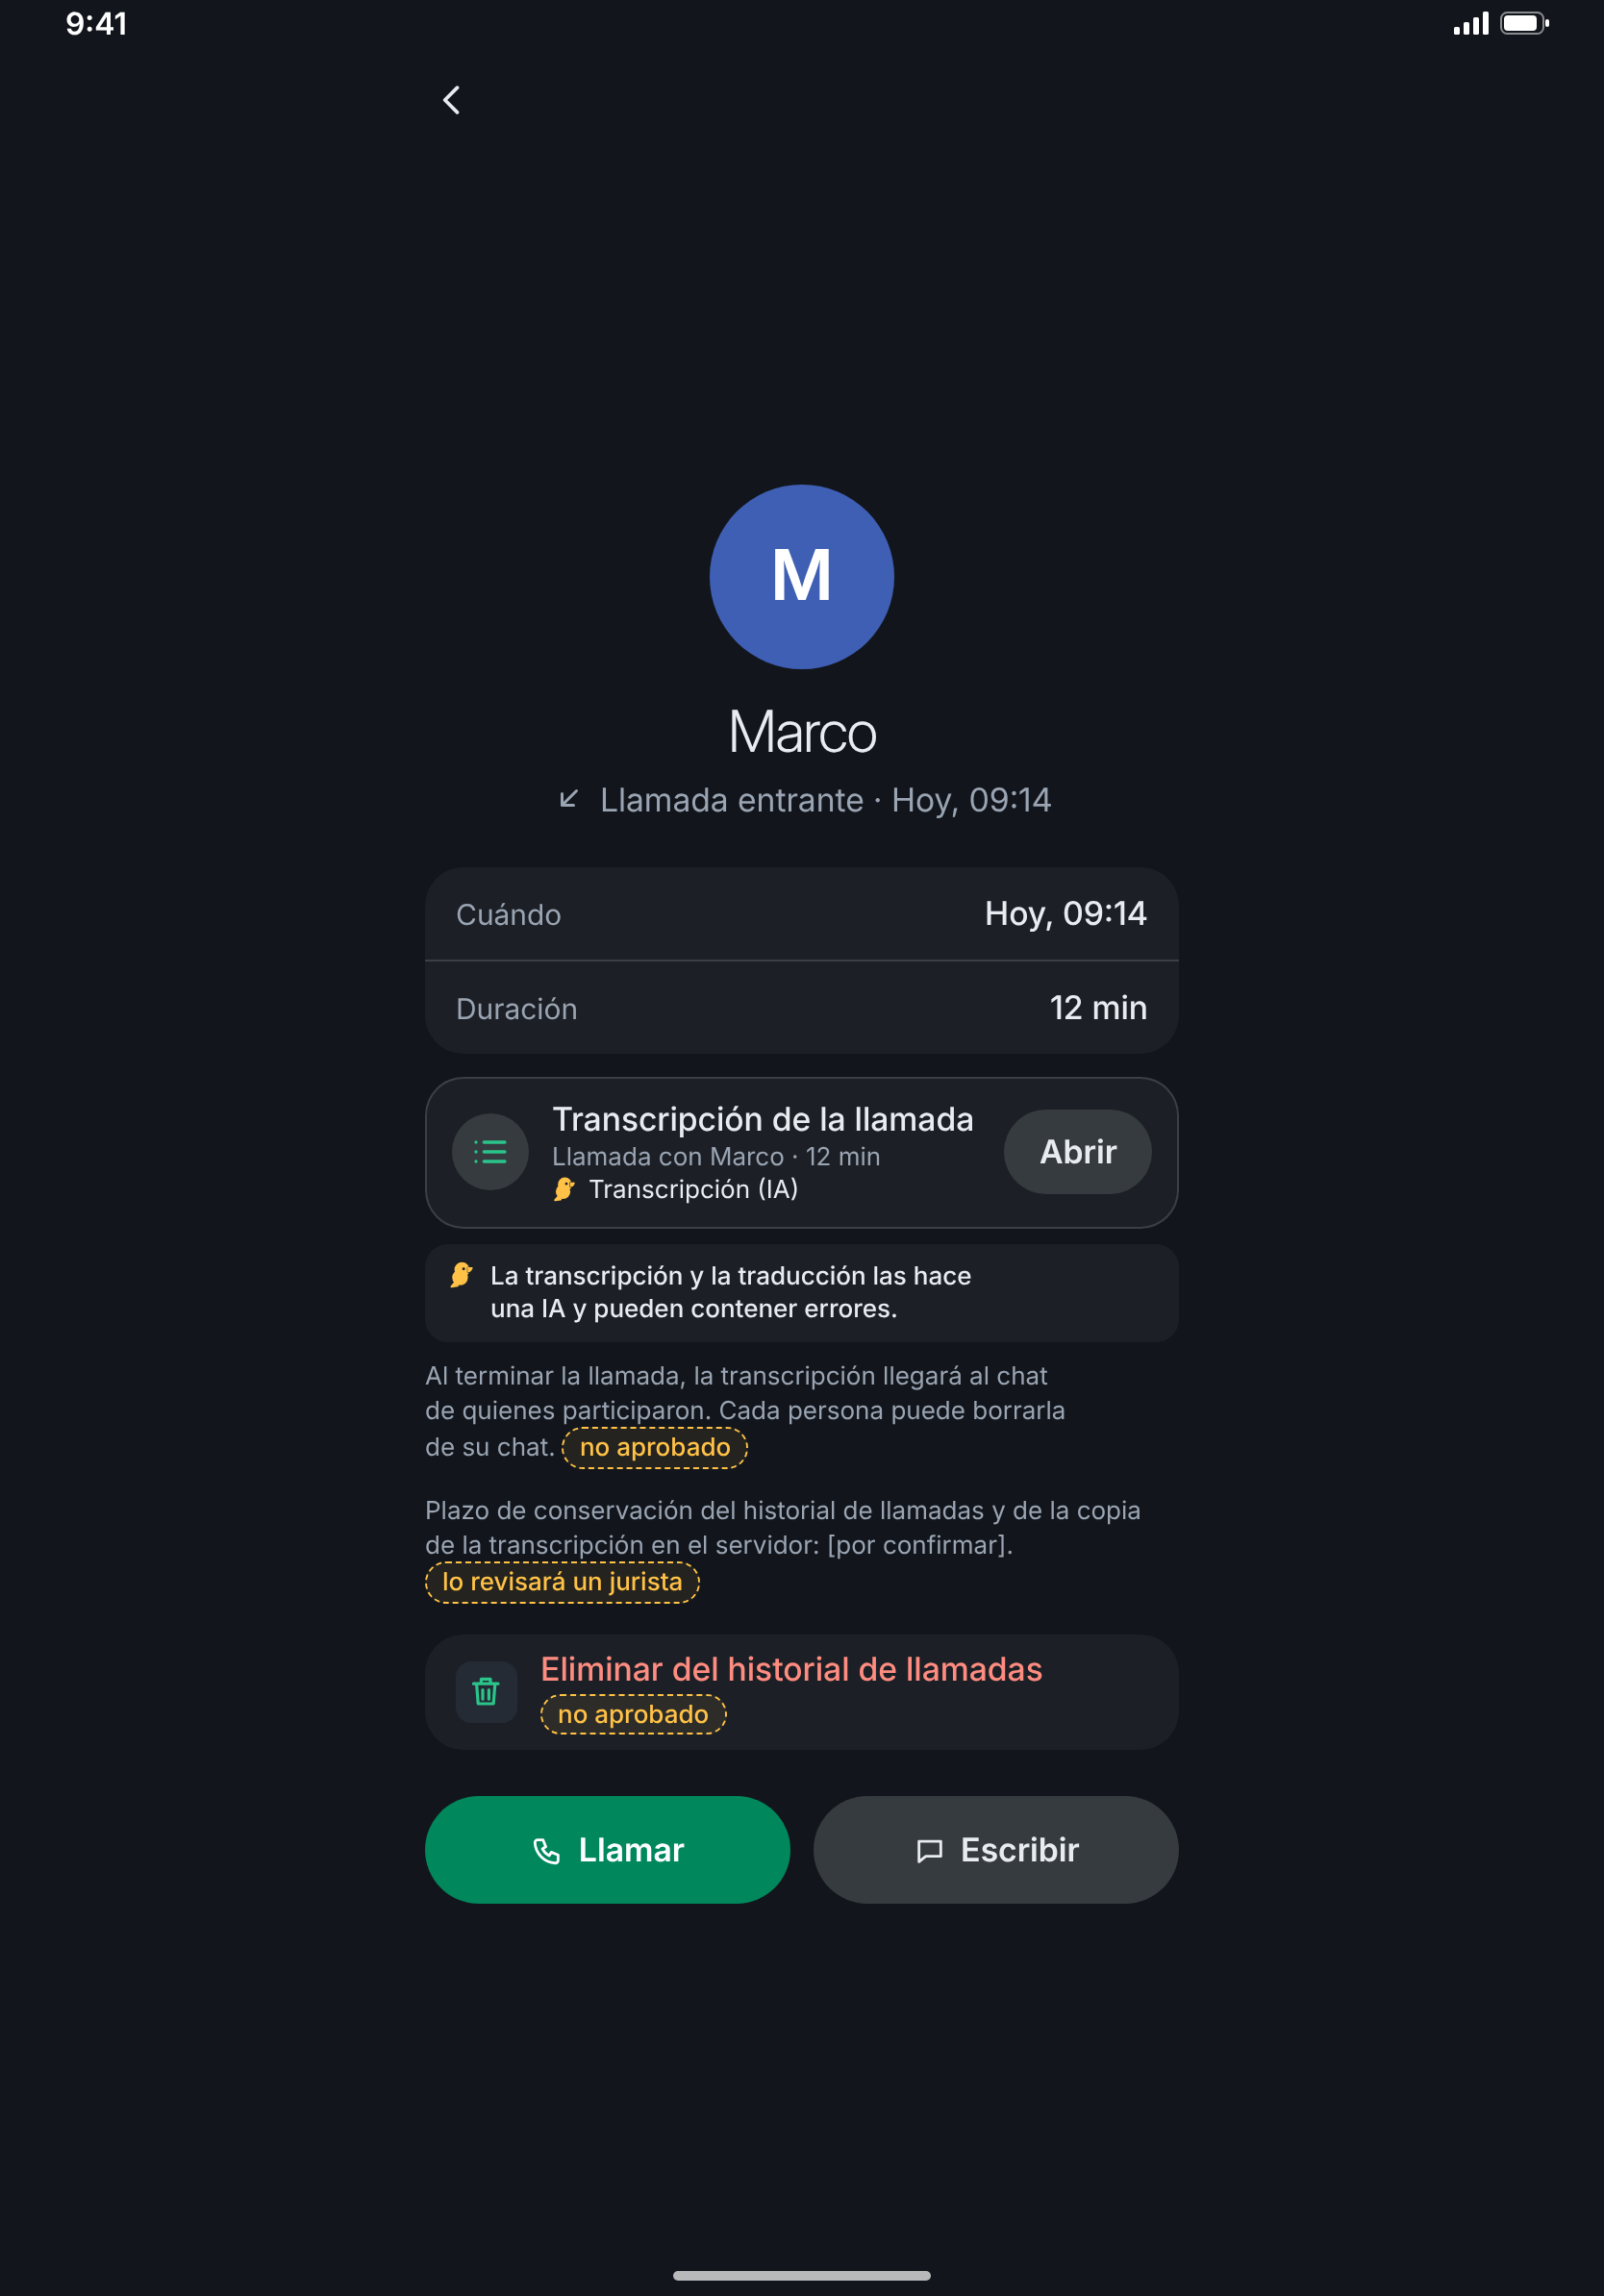 9:41
M
Marco
Llamada entrante · Hoy, 09:14
Cuándo
Hoy, 09:14
Duración
12 min
Transcripción de la llamada
Llamada con Marco · 12 min
Transcripción (IA)
Abrir
La transcripción y la traducción las hace
una IA y pueden contener errores.
Al terminar la llamada, la transcripción llegará al chat
de quienes participaron. Cada persona puede borrarla
de su chat. no aprobado
Plazo de conservación del historial de llamadas y de la copia
de la transcripción en el servidor: [por confirmar].
lo revisará un jurista
Eliminar del historial de llamadas
no aprobado
Llamar
Escribir